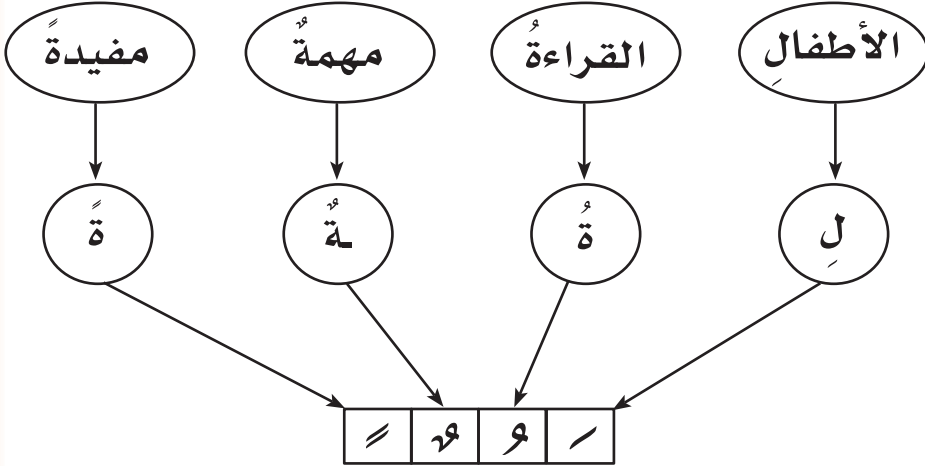 الأطفالِ القراءةُ مهمةٌ مفيدةً
لِ ةُ ـةٌ ةً
ـِ ـُ ـٌ ـً